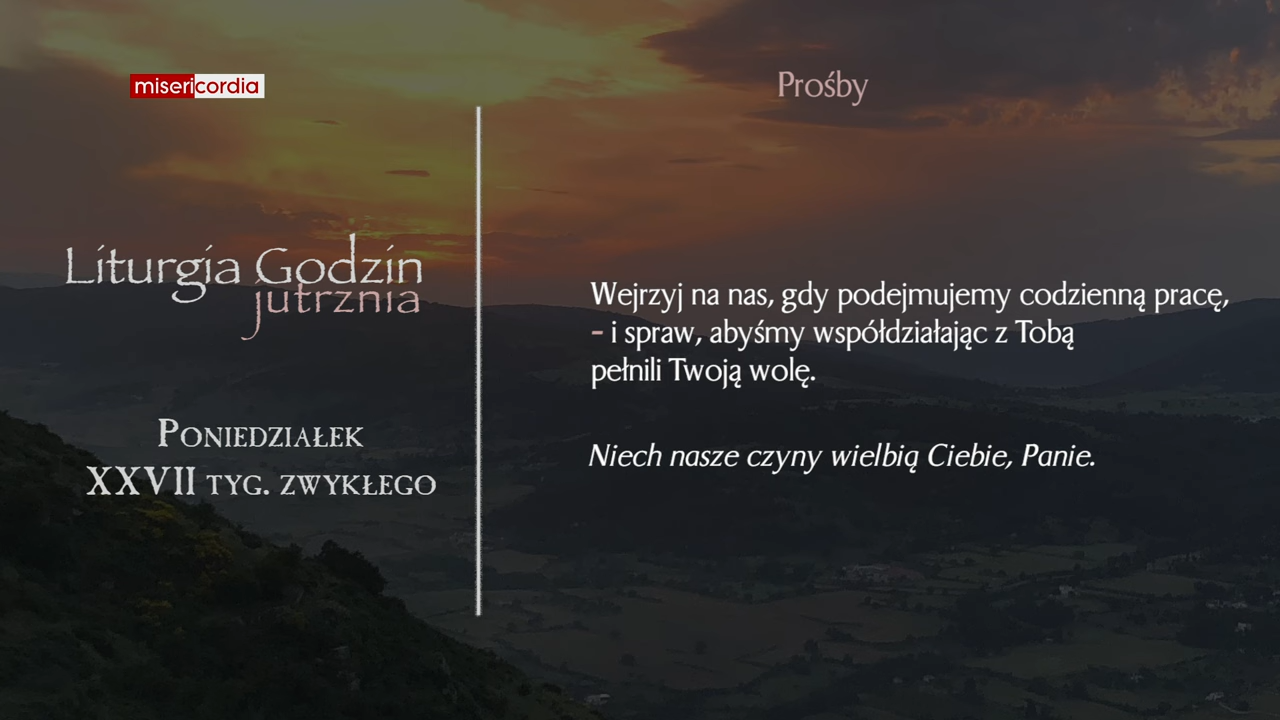 misericordia
Liturgia Godzin
jutrznia
Poniedziałek
XXVII tyg. zwykłego
Prośby
Wejrzyj na nas, gdy podejmujemy codzienną pracę,
- i spraw, abyśmy współdziałając z Tobą
pełnili Twoją wolę.
Niech nasze czyny wielbią Ciebie, Panie.